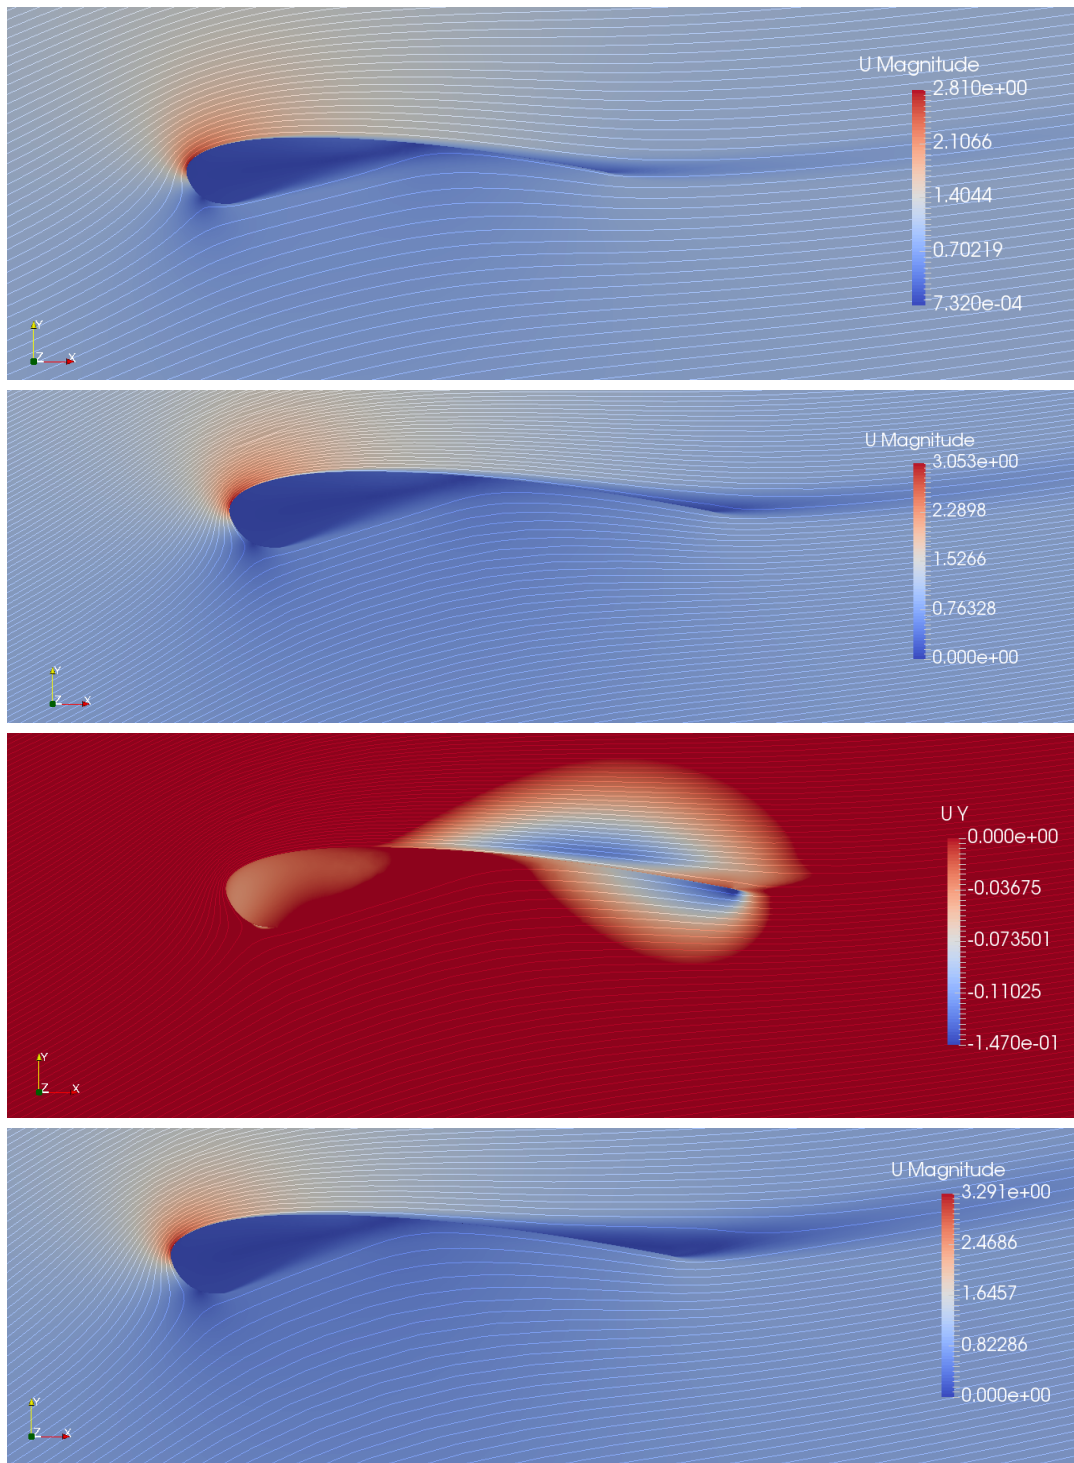 U Magnitude
2.810e+00
2.1066
1.4044
0.70219
7.320e-04
Y
Z X
U Magnitude
3.053e+00
2.2898
1.5266
0.76328
0.000e+00
Y
Z X
U Y
0.000e+00
-0.03675
-0.073501
-0.11025
-1.470e-01
Y
Z X
U Magnitude
3.291e+00
2.4686
1.6457
0.82286
0.000e+00
Y
Z X